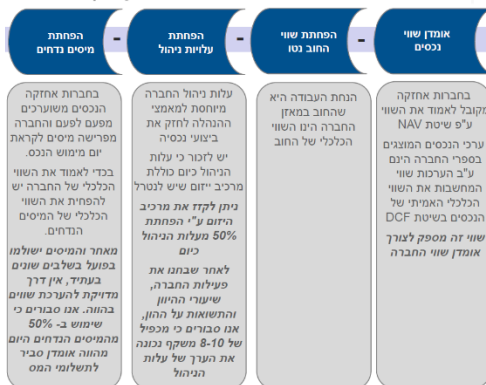 אומדן שווי
נכסים
-
הפחתת שווי
החוב נטו
-
הפחתת
עלויות ניהול
-
הפחתת
מיסים נדחים
-
בחברות אחזקה
מקובל לאמוד את השווי
ע"פ שיטת NAV
ערכי הנכסים המוצגים
בספרי החברה הינם
ע"ב הערכות שווי
המחשבות את השווי
הכלכלי האמיתי של
הנכסים בשיטת DCF
שווי זה מספק לצורך
אומדן שווי החברה
הנחת העבודה היא
שהחוב במאזן
החברה הינו השווי
הכלכלי של החוב
עלות ניהול החברה
מיוחסת למאמצי
ההנהלה לחזק את
ביצועי נכסיה
יש לזכור כי עלות
הניהול כיום כוללת
מרכיב ייזום שיש לנטרל
ניתן לקזז את מרכיב
היזום ע"י הפחתת
50% מעלות הניהול
כיום
לאחר שבחנו את
פעילות החברה,
שיעורי ההיוון
והתשואות על ההון,
אנו סבורים כי מכפיל
של 8-10 משקף נכונה
את הערך של עלות
הניהול
בחברות אחזקה
הנכסים משוערכים
מפעם לפעם והחברה
מפרישה מיסים לקראת
יום מימוש הנכס.
בכדי לאמוד את השווי
הכלכלי של החברה יש
להפחית את השווי
הכלכלי של המיסים
הנדחים.
מאחר והמיסים ישולמו
בפועל בשלבים שונים
בעתיד, אין דרך
מדויקת להערכת שווים
בהווה. אנו סבורים כי
שימוש ב- 50%
מהמיסים הנדחים היום
מהווה אומדן סביר
לתשלומי המס